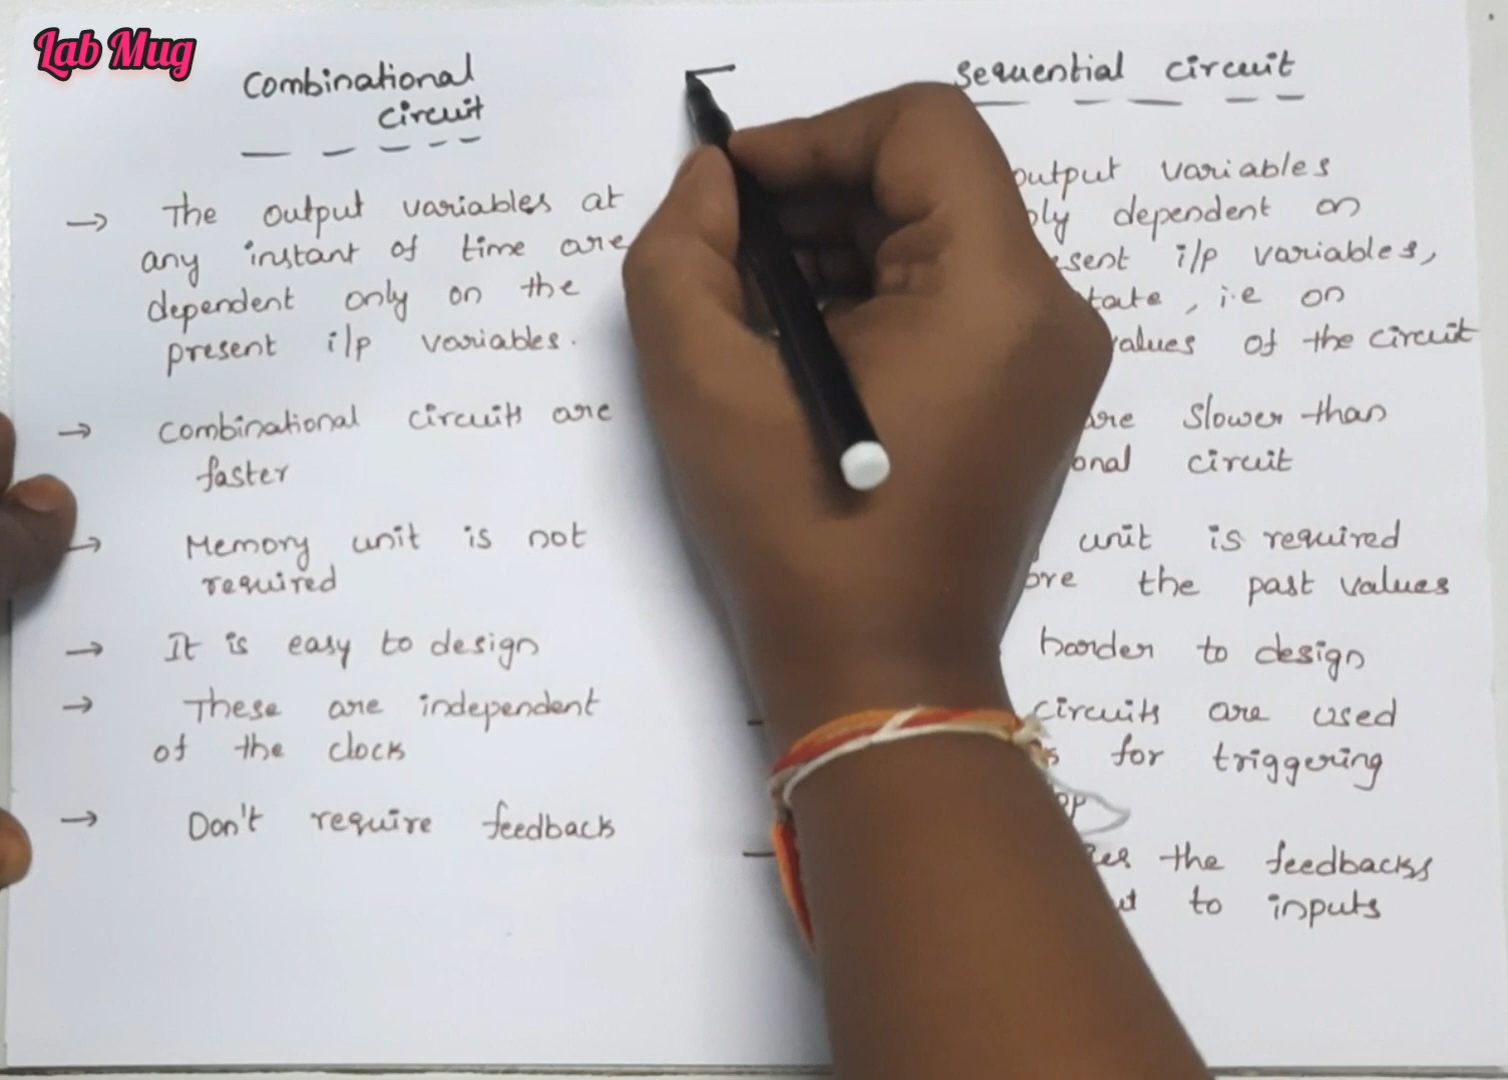 Lab Mug
Combinational
circuit
→ The output variables at
any instant of time are
dependent only on the
present i/p variables.
→ Combinational circuits are
faster
→ Memory unit is not
required
→ It is easy to design
→ These are independent
of the clock
→ Don't require feedback
Sequential circuit
output variables
dependent on
i/p variables,
, i.e on
values of the circuit
are slower than
circuit
unit is required
the past values
harder to design
circuits are used
for triggering
the feedbacks
to inputs